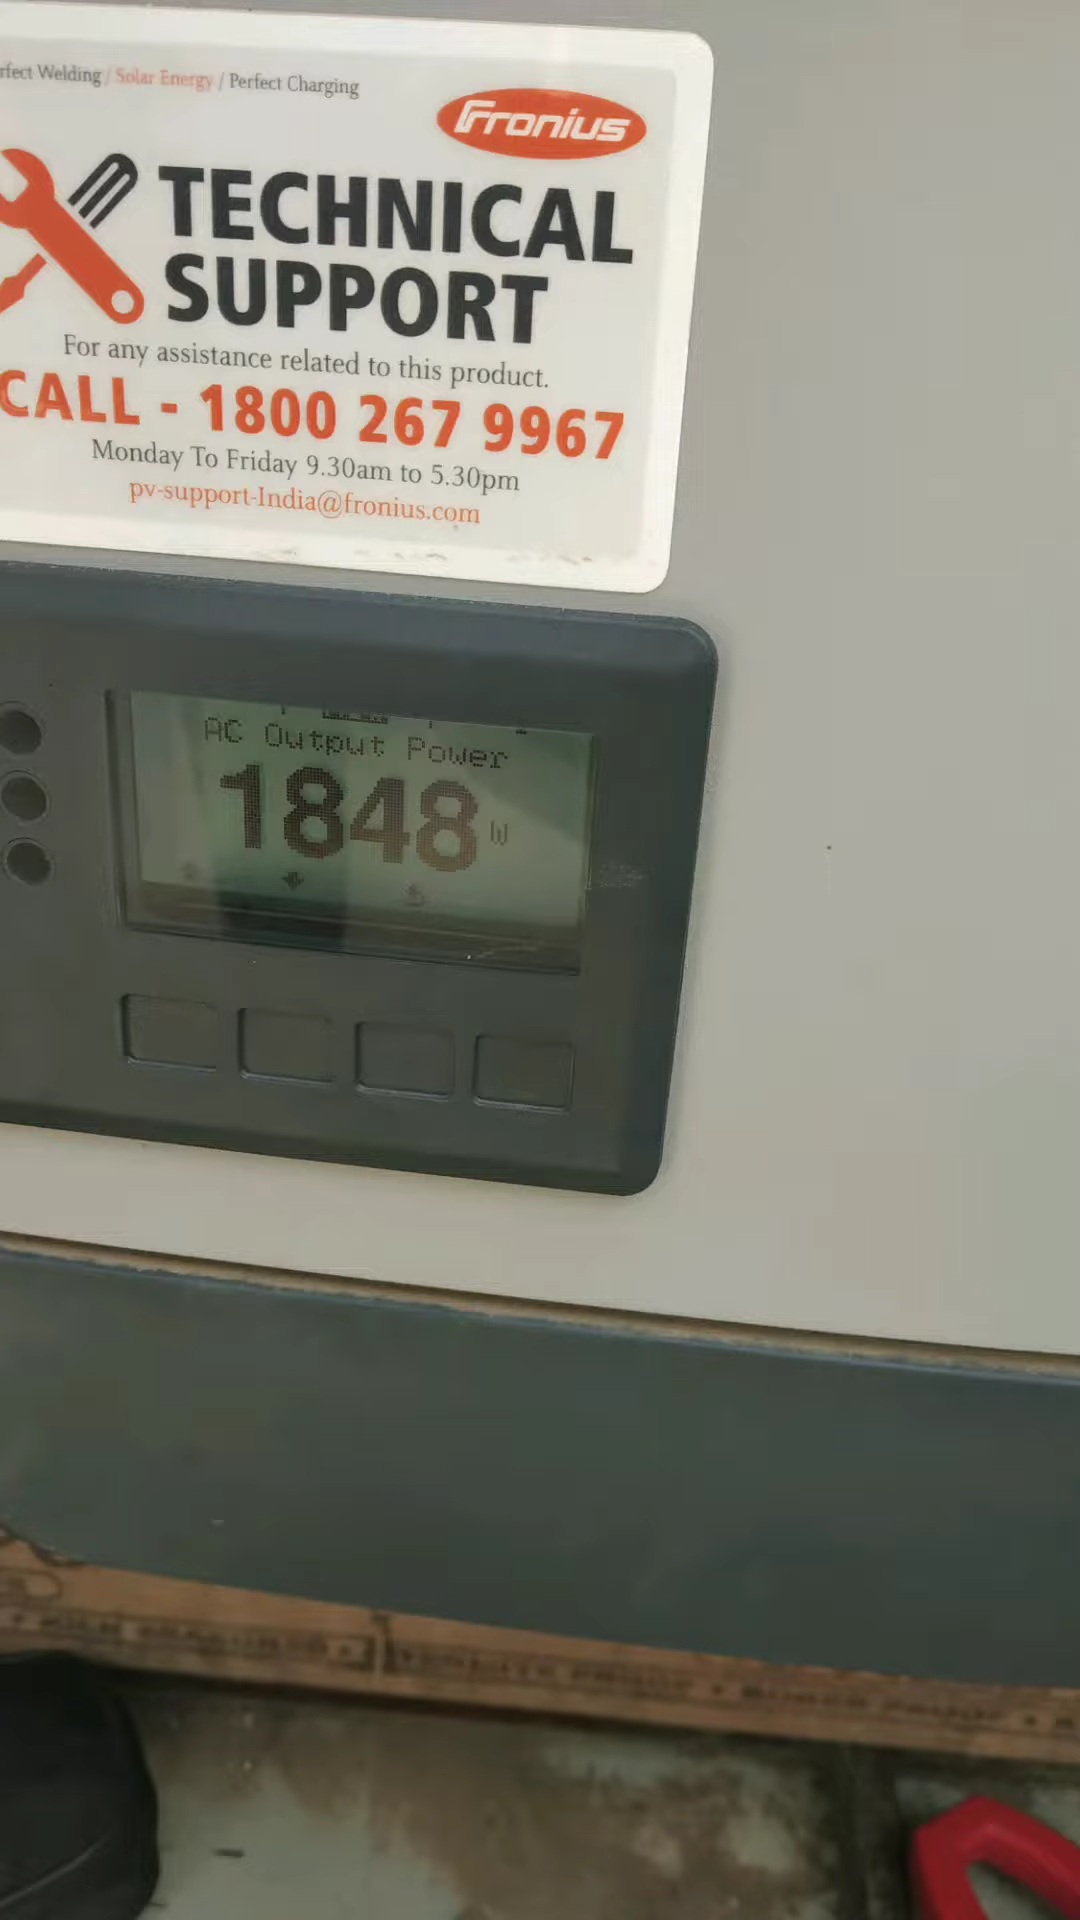 rfect Welding / Solar Energy / Perfect Charging
Fronius
TECHNICAL
SUPPORT
For any assistance related to this product.
CALL - 1800 267 9967
Monday To Friday 9.30am to 5.30pm
pv-support-India@fronius.com
AC Output Power
1848 W
PROOF •